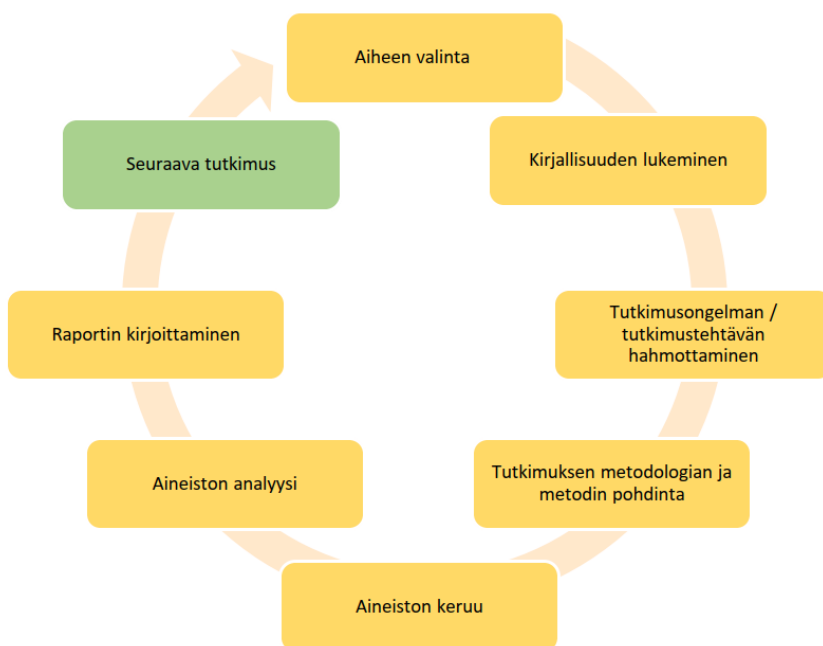 Aiheen valinta
Kirjallisuuden lukeminen
Tutkimusongelman /
tutkimustehtävän
hahmottaminen
Tutkimuksen metodologian ja
metodin pohdinta
Aineiston keruu
Aineiston analyysi
Raportin kirjoittaminen
Seuraava tutkimus